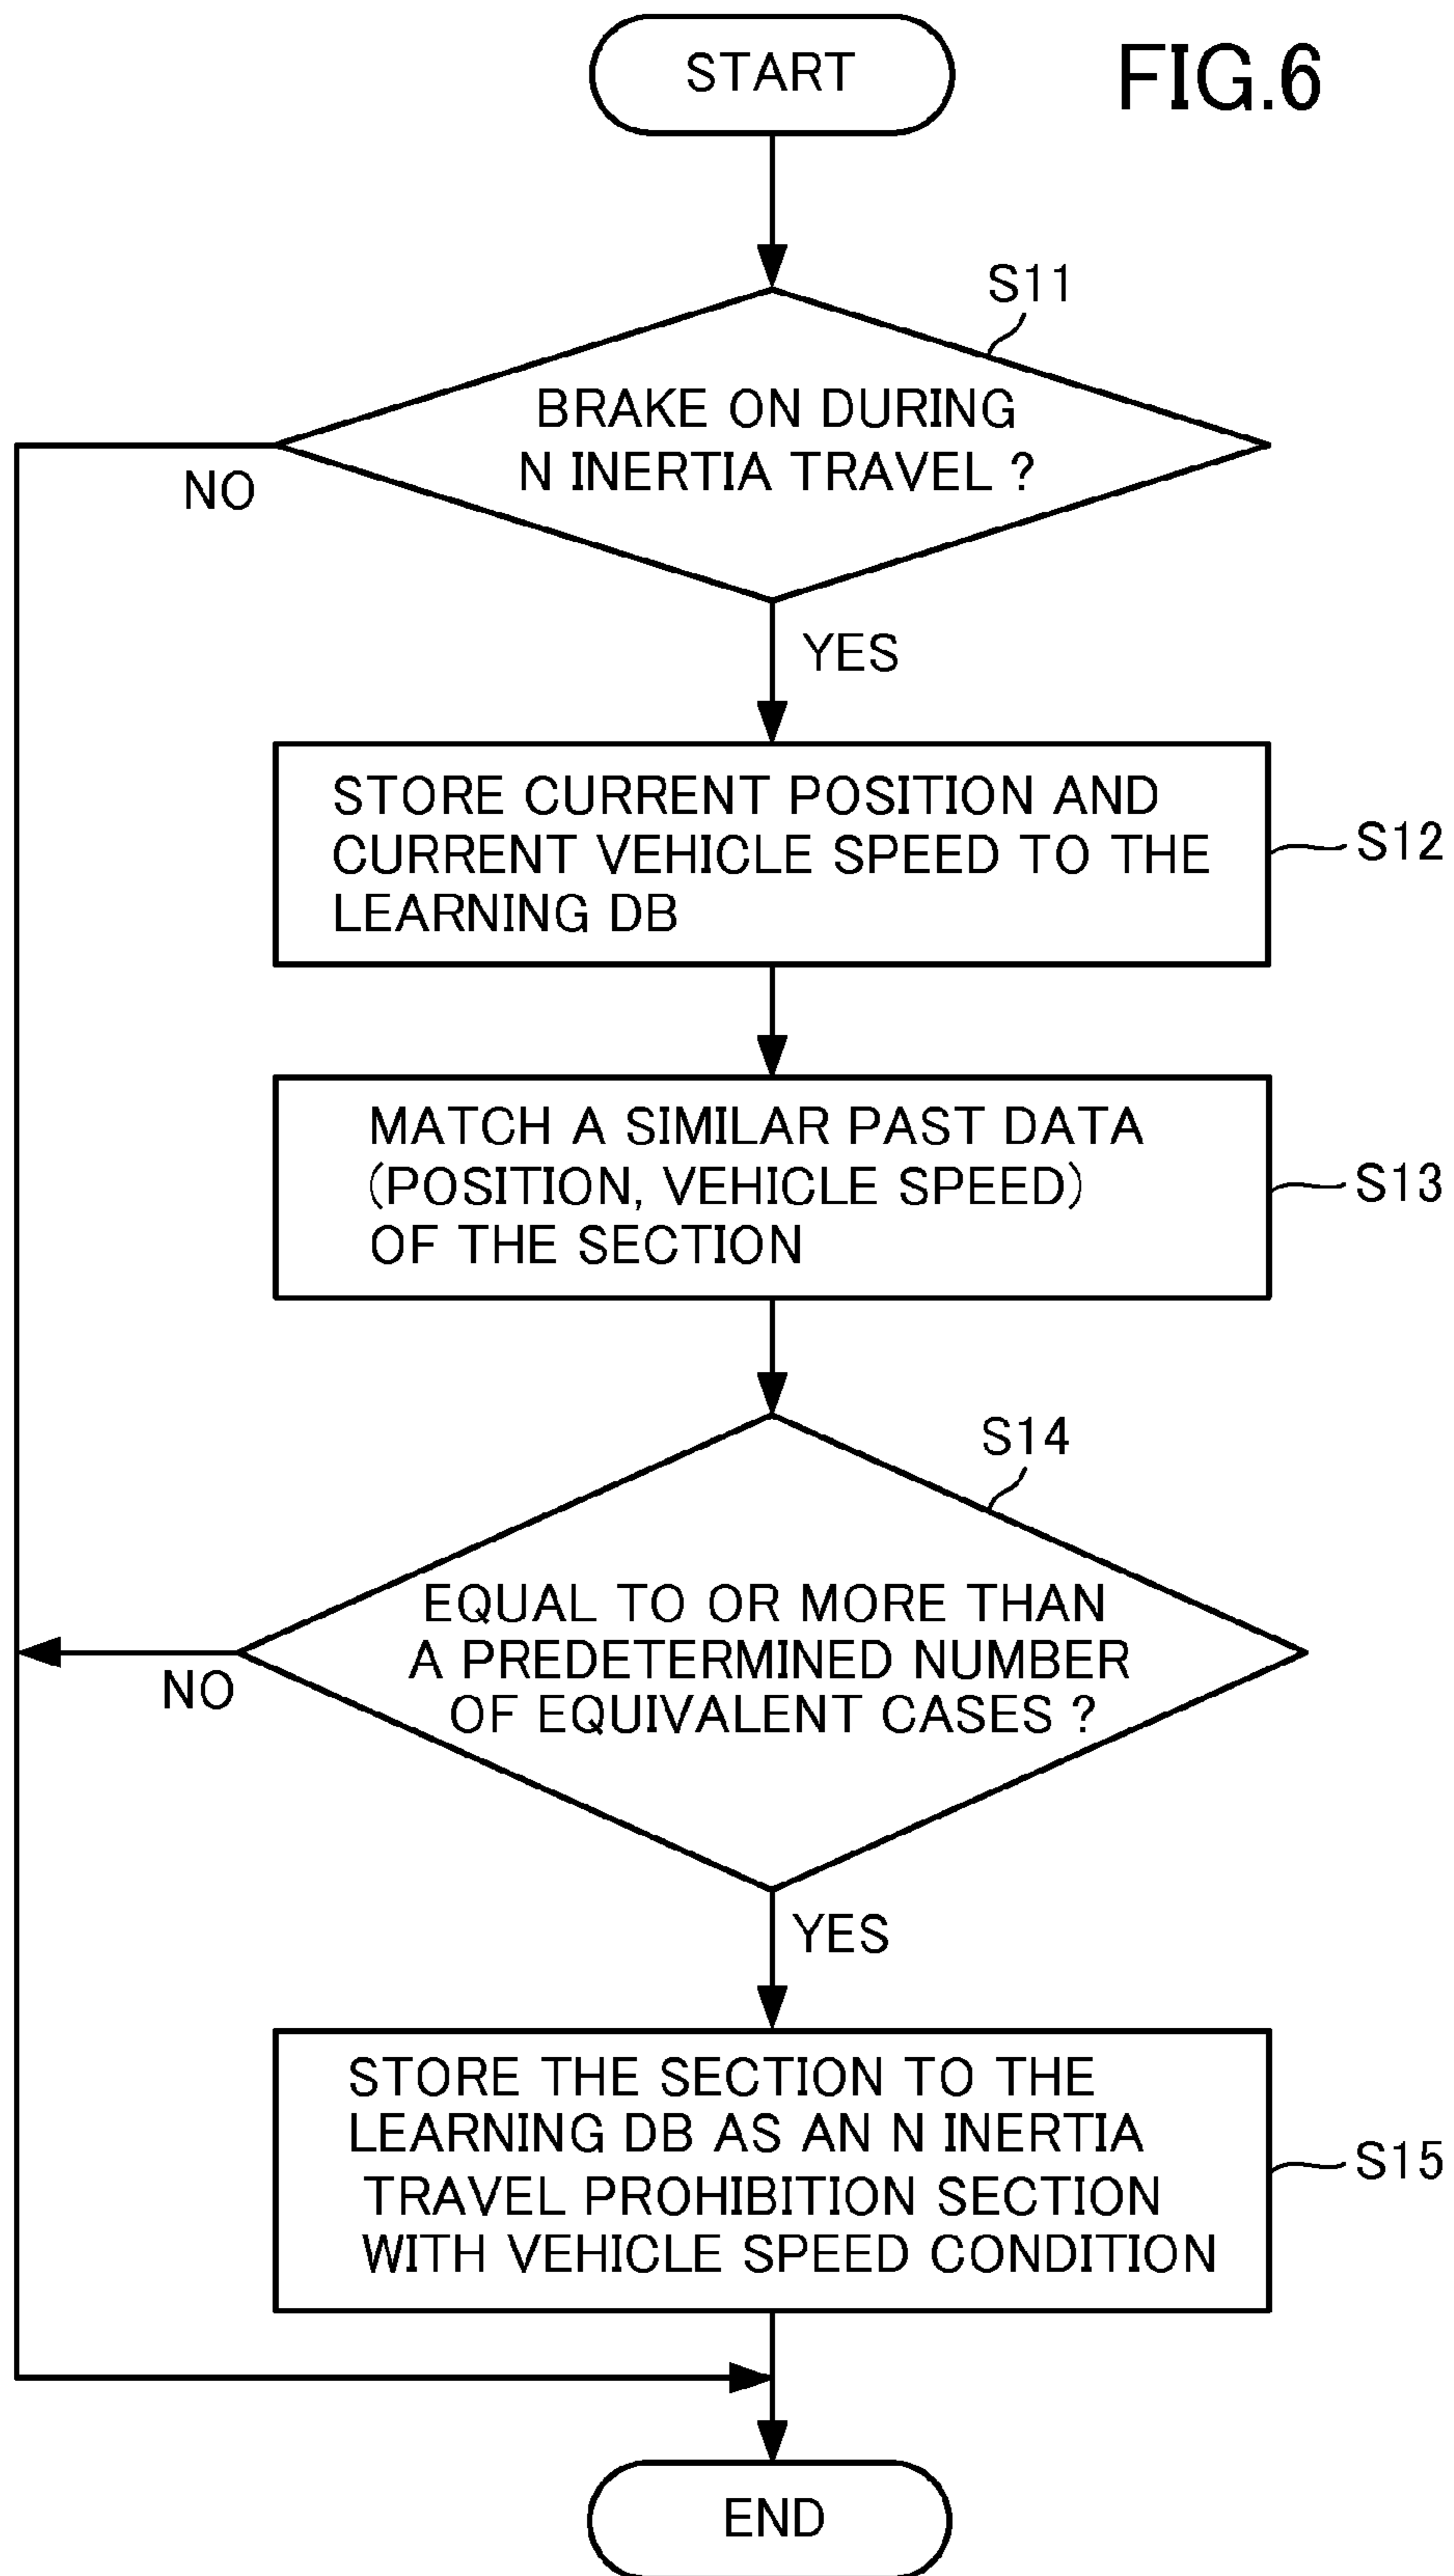 START
FIG.6
S11
BRAKE ON DURING
N INERTIA TRAVEL ?
NO
YES
STORE CURRENT POSITION AND
CURRENT VEHICLE SPEED TO THE
LEARNING DB
S12
MATCH A SIMILAR PAST DATA
(POSITION, VEHICLE SPEED)
OF THE SECTION
S13
S14
EQUAL TO OR MORE THAN
A PREDETERMINED NUMBER
OF EQUIVALENT CASES ?
NO
YES
STORE THE SECTION TO THE
LEARNING DB AS AN N INERTIA
TRAVEL PROHIBITION SECTION
WITH VEHICLE SPEED CONDITION
S15
END